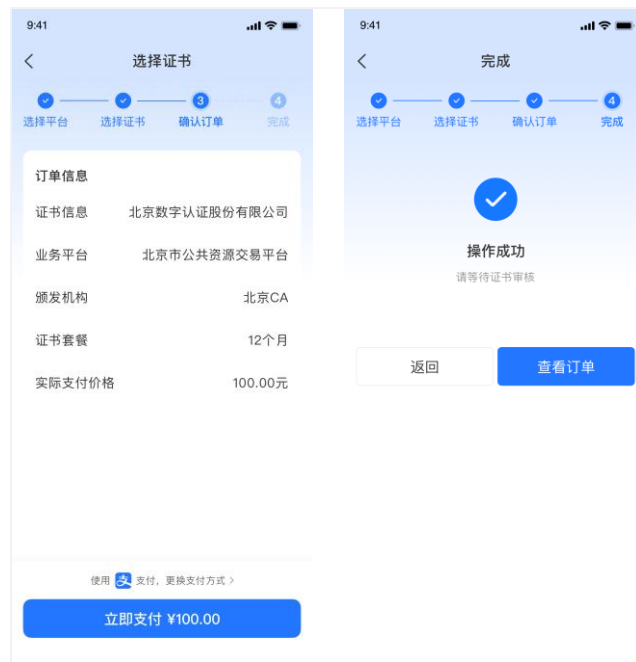 9:41
选择证书
3
4
选择平台 选择证书 确认订单 完成
订单信息
证书信息 北京数字认证股份有限公司
业务平台 北京市公共资源交易平台
颁发机构 北京CA
证书套餐 12个月
实际支付价格 100.00元
使用 支 支付，更换支付方式 >
立即支付 ¥100.00
9:41
完成
4
选择平台 选择证书 确认订单 完成
操作成功
请等待证书审核
返回 查看订单